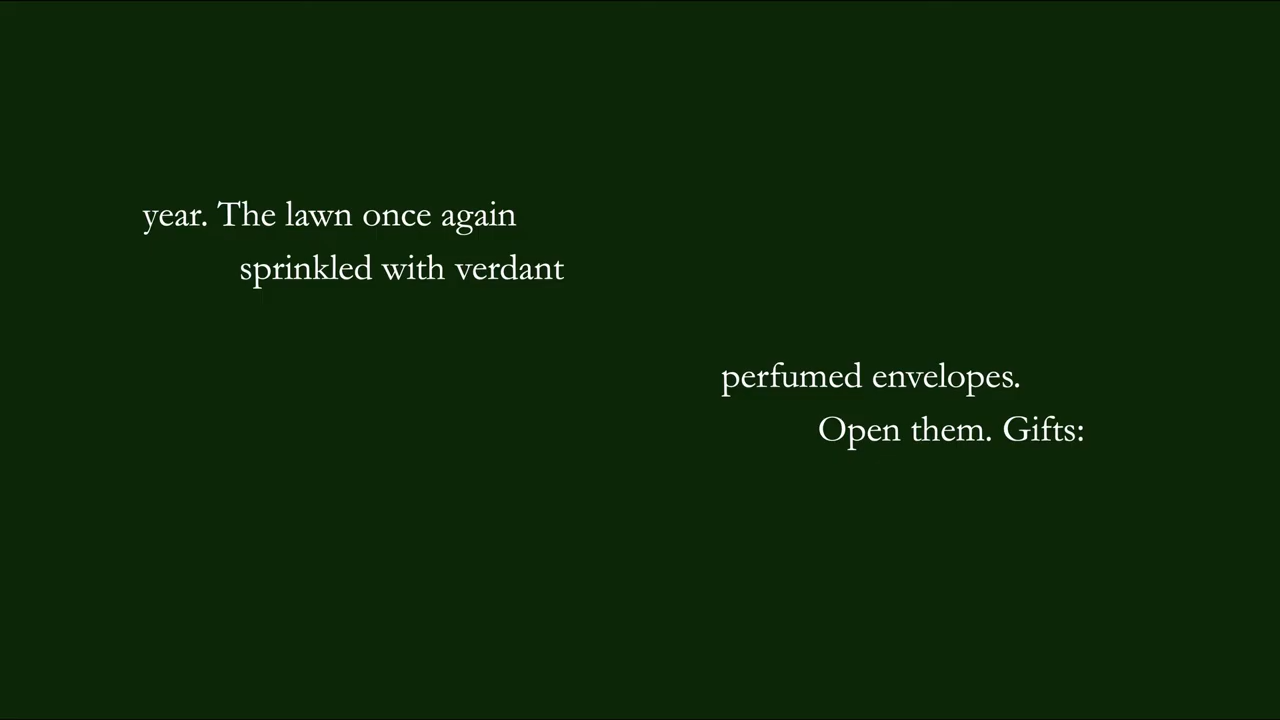 year. The lawn once again
sprinkled with verdant
perfumed envelopes.
Open them. Gifts: